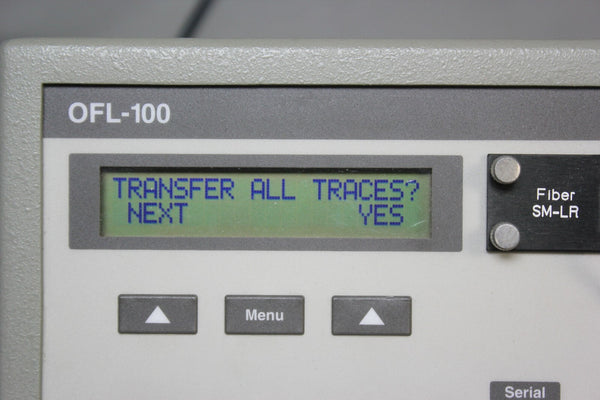 OFL-100
TRANSFER ALL TRACES?
NEXT YES
Fiber
SM-LR
Menu
Serial